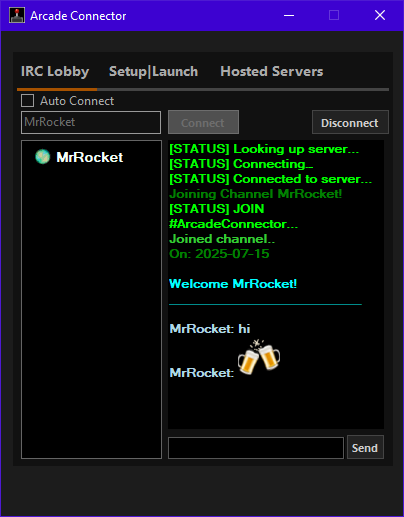 Arcade Connector
IRC Lobby Setup|Launch Hosted Servers
Auto Connect
MrRocket Connect Disconnect
MrRocket
[STATUS] Looking up server...
[STATUS] Connecting...
[STATUS] Connected to server...
Joining Channel MrRocket!
[STATUS] JOIN
#ArcadeConnector...
Joined channel..
On: 2025-07-15
Welcome MrRocket!
MrRocket: hi
MrRocket:
Send